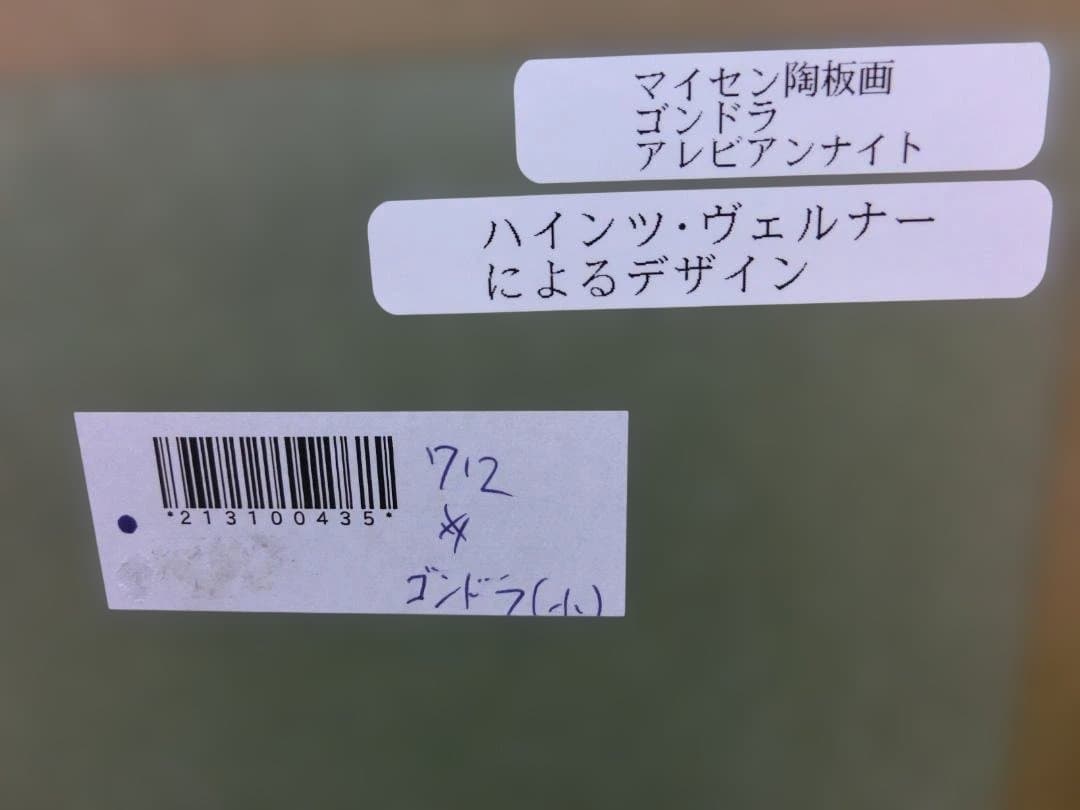 マイセン陶板画
ゴンドラ
アレビアンナイト
ハインツ・ヴェルナー
によるデザイン
*213100435*
712
ゴンドラ(小)